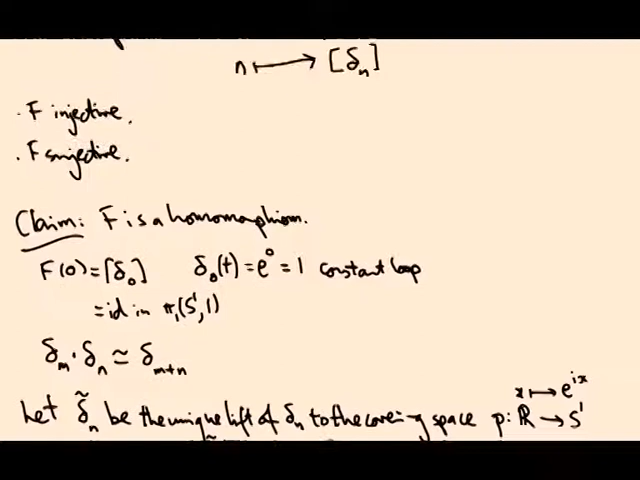 n ⟼ [δₙ]
· F injective.
· F surjective.
Claim: F is a homomorphism.
F(0) = [δ₀] δ₀(t) = e⁰ = 1 constant loop
= id in π₁(S¹, 1)
δₘ · δₙ ≃ δₘ₊ₙ
x ⟼ e^{ix}
Let δ̃ₙ be the unique lift of δₙ to the covering space p: ℝ → S¹